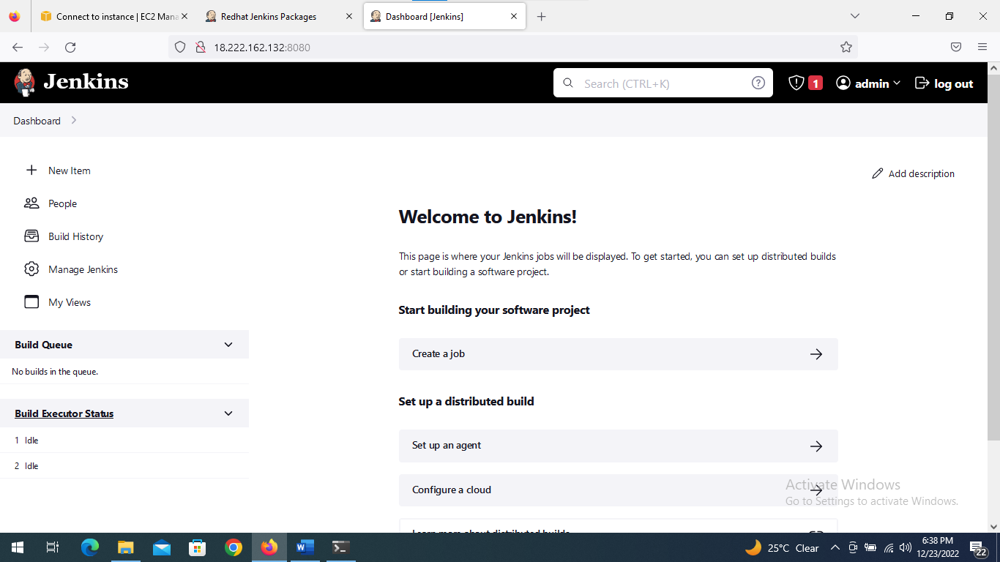 Connect to instance | EC2 Mana
Redhat Jenkins Packages
Dashboard [Jenkins]
18.222.162.132:8080
Jenkins
Search (CTRL+K)
1
admin
log out
Dashboard
New Item
People
Build History
Manage Jenkins
My Views
Build Queue
No builds in the queue.
Build Executor Status
1 Idle
2 Idle
Add description
Welcome to Jenkins!
This page is where your Jenkins jobs will be displayed. To get started, you can set up distributed builds
or start building a software project.
Start building your software project
Create a job
Set up a distributed build
Set up an agent
Configure a cloud
Learn more about distributed builds
Activate Windows
Go to Settings to activate Windows.
25°C Clear
6:38 PM
12/23/2022
22